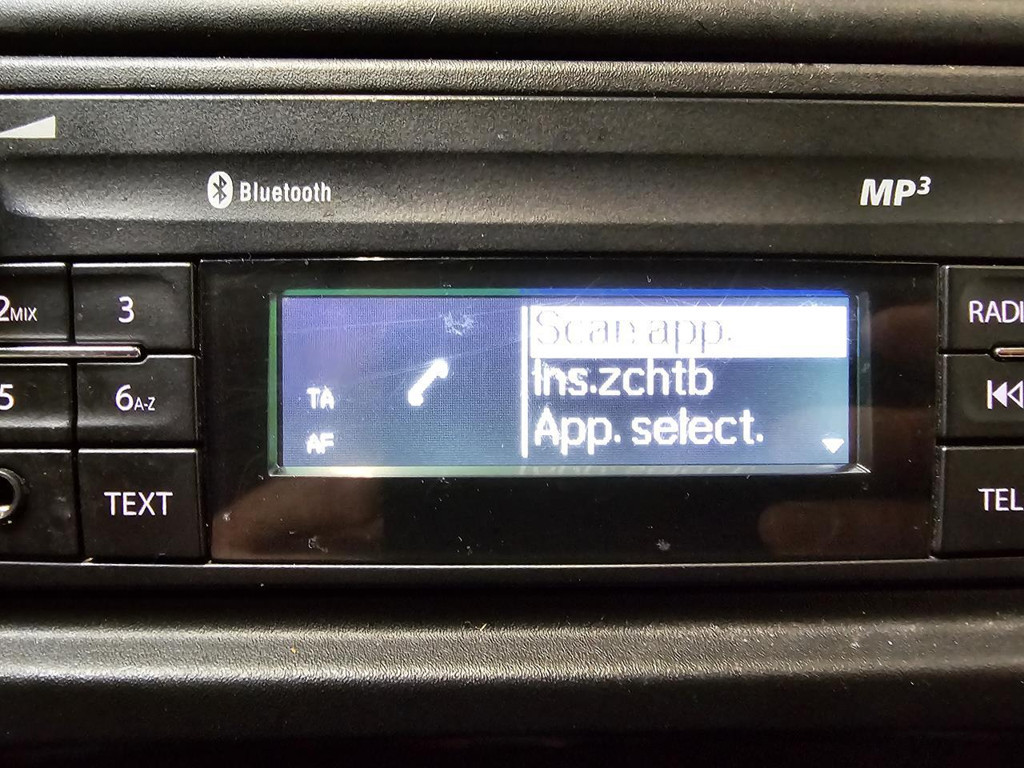 Bluetooth
MP3
2MIX
3
RADI
Scan app.
TA
Ins.zchtb
5
6A-Z
AF
App. select.
TEXT
TEL